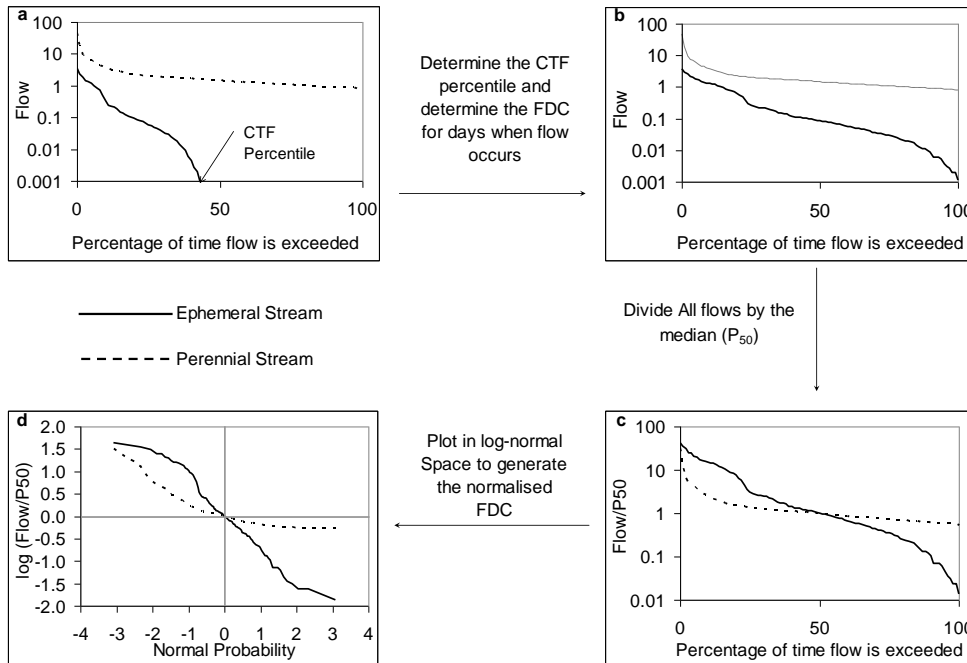 a
100
10
1
0.1
0.01
0.001
Flow
CTF
Percentile
0
50
100
Percentage of time flow is exceeded
Determine the CTF
percentile and
determine the FDC
for days when flow
occurs
b
100
10
1
0.1
0.01
0.001
Flow
0
50
100
Percentage of time flow is exceeded
Ephemeral Stream
Perennial Stream
Divide All flows by the
median (P50)
d
2.0
1.5
1.0
0.5
0.0
-0.5
-1.0
-1.5
-2.0
log (Flow/P50)
-4 -3 -2 -1 0 1 2 3 4
Normal Probability
Plot in log-normal
Space to generate
the normalised
FDC
c
100
10
1
0.1
0.01
Flow/P50
0
50
100
Percentage of time flow is exceeded